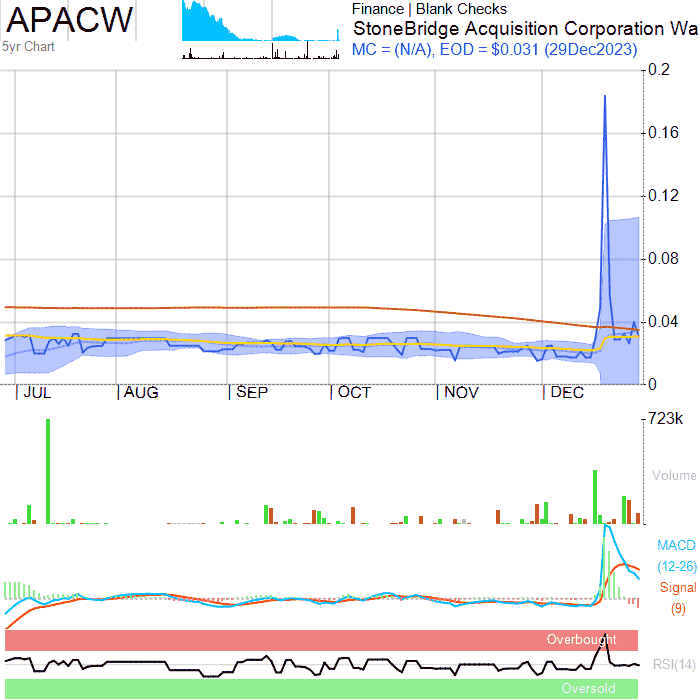 APACW
5yr Chart
Finance | Blank Checks
StoneBridge Acquisition Corporation Wa
MC = (N/A), EOD = $0.031 (29Dec2023)
0.2
0.16
0.12
0.08
0.04
0
JUL AUG SEP OCT NOV DEC
723k
Volume
MACD
(12-26)
Signal
(9)
Overbought
RSI(14)
Oversold